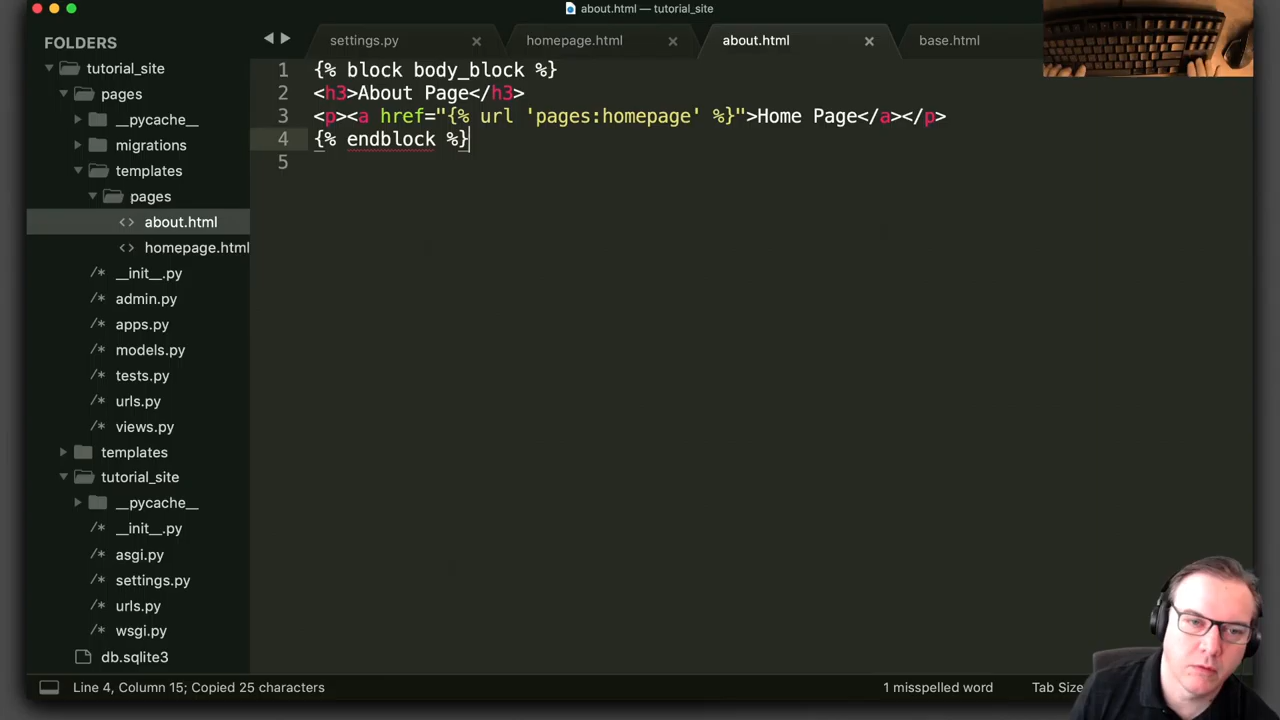 about.html — tutorial_site
FOLDERS
tutorial_site
pages
__pycache__
migrations
templates
pages
about.html
homepage.html
__init__.py
admin.py
apps.py
models.py
tests.py
urls.py
views.py
templates
tutorial_site
__pycache__
__init__.py
asgi.py
settings.py
urls.py
wsgi.py
db.sqlite3
settings.py
homepage.html
about.html
base.html
1 {% block body_block %}
2 <h3>About Page</h3>
3 <p><a href="{% url 'pages:homepage' %}">Home Page</a></p>
4 {% endblock %}
5
Line 4, Column 15; Copied 25 characters
1 misspelled word
Tab Size